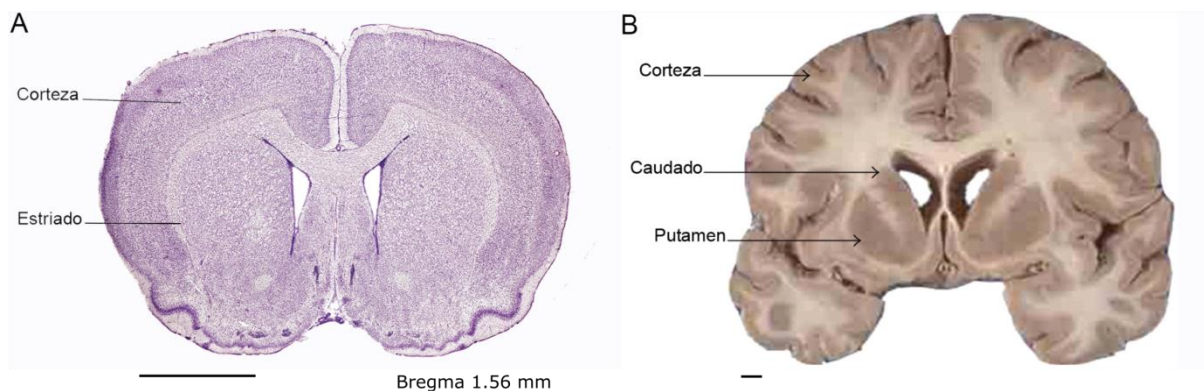 A
Corteza
Estriado
Bregma 1.56 mm
B
Corteza
Caudado
Putamen